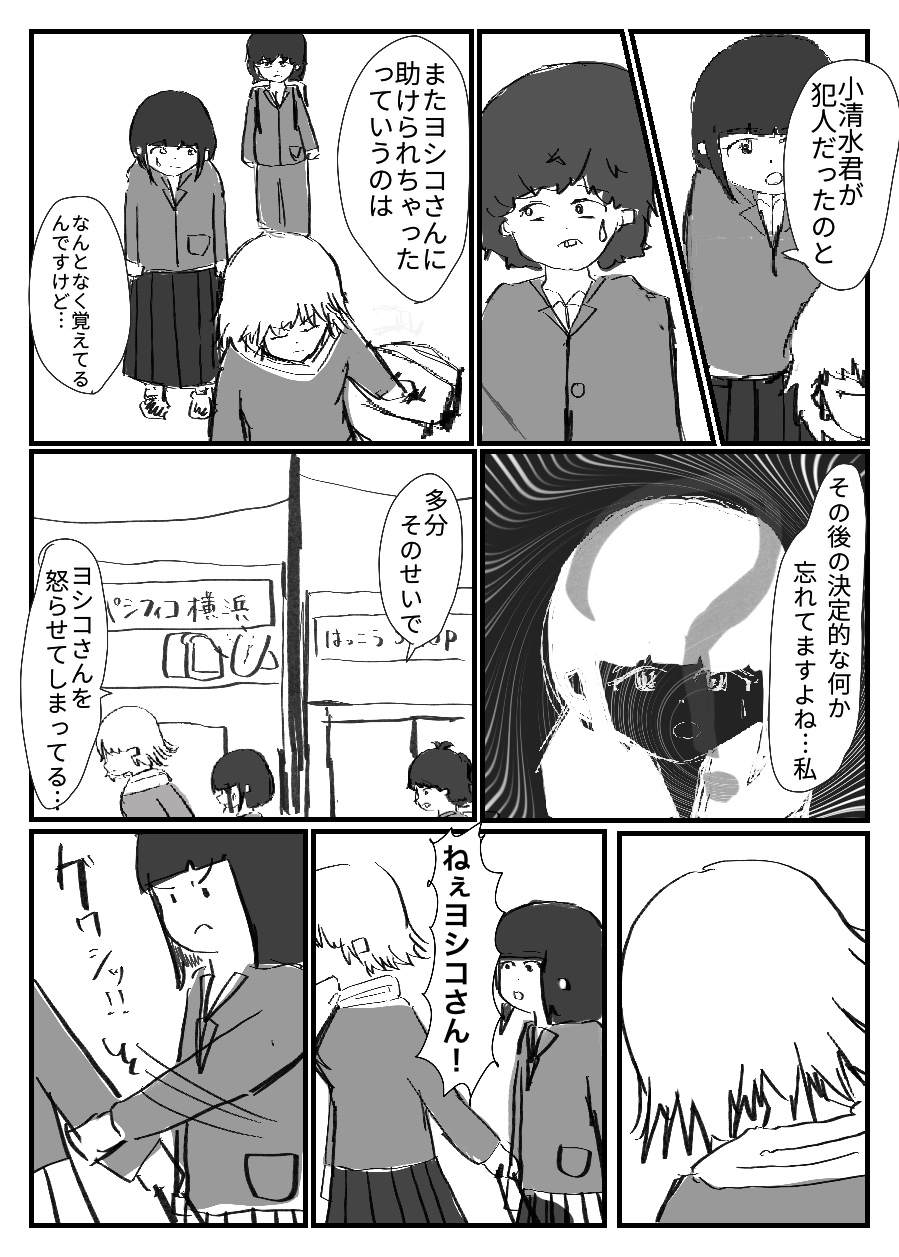 小清水君が
犯人だったのと
またヨシコさんに
助けられちゃった
っていうのは
なんとなく覚えてる
んですけど…
その後の決定的な何か
忘れてますよね…私
多分
そのせいで
はっこう
パシフィコ横浜
ヨシコさんを
怒らせてしまってる…
ねぇヨシコさん!